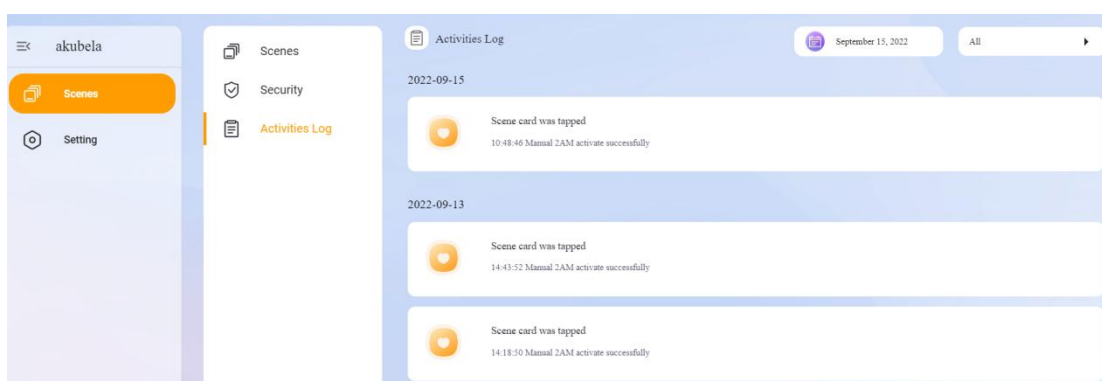 akubela
Scenes
Setting
Scenes
Security
Activities Log
Activities Log
September 15, 2022
All
2022-09-15
Scene card was tapped
10:48:46 Manual 2AM activate successfully
2022-09-13
Scene card was tapped
14:43:52 Manual 2AM activate successfully
Scene card was tapped
14:18:50 Manual 2AM activate successfully